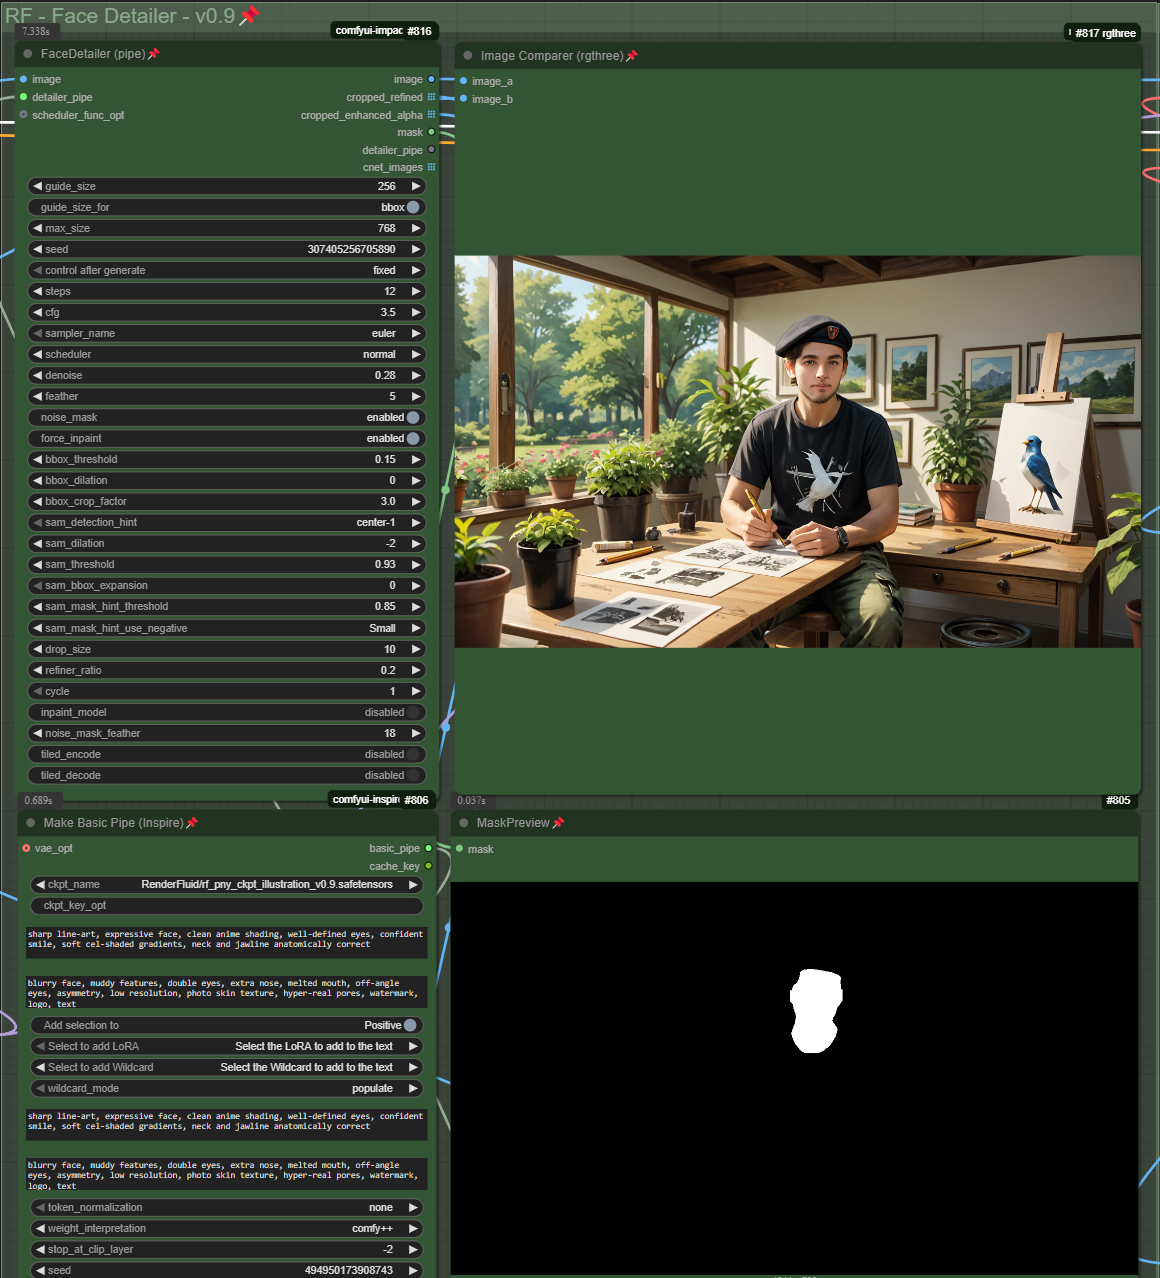 RF - Face Detailer - v0.9
7.338s
comfyui-impac #816
FaceDetailer (pipe)
image
image
detailer_pipe
cropped_refined
scheduler_func_opt
cropped_enhanced_alpha
mask
detailer_pipe
cnet_images
guide_size 256
guide_size_for bbox
max_size 768
seed 307405256705890
control after generate fixed
steps 12
cfg 3.5
sampler_name euler
scheduler normal
denoise 0.28
feather 5
noise_mask enabled
force_inpaint enabled
bbox_threshold 0.15
bbox_dilation 0
bbox_crop_factor 3.0
sam_detection_hint center-1
sam_dilation -2
sam_threshold 0.93
sam_bbox_expansion 0
sam_mask_hint_threshold 0.85
sam_mask_hint_use_negative Small
drop_size 10
refiner_ratio 0.2
cycle 1
inpaint_model disabled
noise_mask_feather 18
tiled_encode disabled
tiled_decode disabled
#817 rgthree
Image Comparer (rgthree)
image_a
image_b
0.689s
comfyui-inspir #806
Make Basic Pipe (Inspire)
vae_opt
basic_pipe
cache_key
ckpt_name RenderFluid/rf_pny_ckpt_illustration_v0.9.safetensors
ckpt_key_opt
sharp line-art, expressive face, clean anime shading, well-defined eyes, confident
smile, soft cel-shaded gradients, neck and jawline anatomically correct
blurry face, muddy features, double eyes, extra nose, melted mouth, off-angle
eyes, asymmetry, low resolution, photo skin texture, hyper-real pores, watermark,
logo, text
Add selection to Positive
Select to add LoRA Select the LoRA to add to the text
Select to add Wildcard Select the Wildcard to add to the text
wildcard_mode populate
sharp line-art, expressive face, clean anime shading, well-defined eyes, confident
smile, soft cel-shaded gradients, neck and jawline anatomically correct
blurry face, muddy features, double eyes, extra nose, melted mouth, off-angle
eyes, asymmetry, low resolution, photo skin texture, hyper-real pores, watermark,
logo, text
token_normalization none
weight_interpretation comfy++
stop_at_clip_layer -2
seed 494950173908743
0.037s
#805
MaskPreview
mask